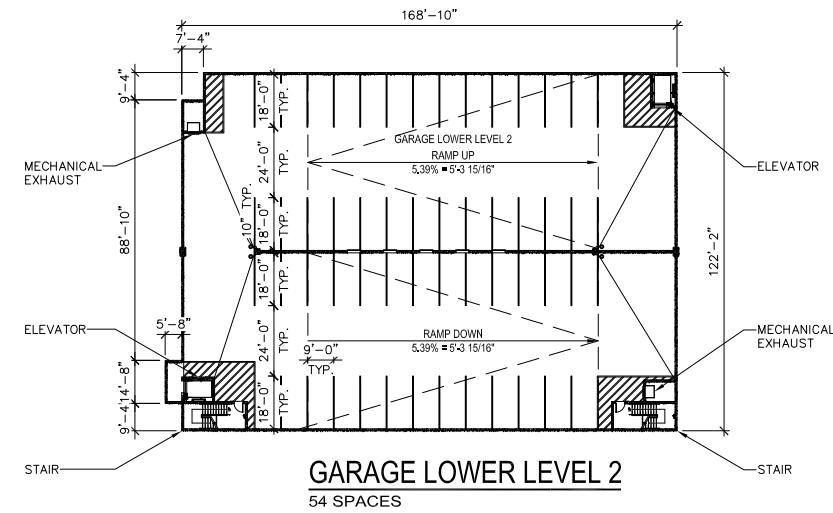 168'-10"
7'-4"
9'-4"
18'-0"
TYP.
MECHANICAL
EXHAUST
GARAGE LOWER LEVEL 2
RAMP UP
5.39% = 5'-3 15/16"
ELEVATOR
24'-0"
TYP.
10"
TYP.
18'-0"
TYP.
88'-10"
122'-2"
18'-0"
TYP.
ELEVATOR
5'-8"
24'-0"
TYP.
9'-0"
TYP.
RAMP DOWN
5.39% = 5'-3 15/16"
MECHANICAL
EXHAUST
14'-8"
9'-4"
18'-0"
TYP.
STAIR
STAIR
GARAGE LOWER LEVEL 2
54 SPACES